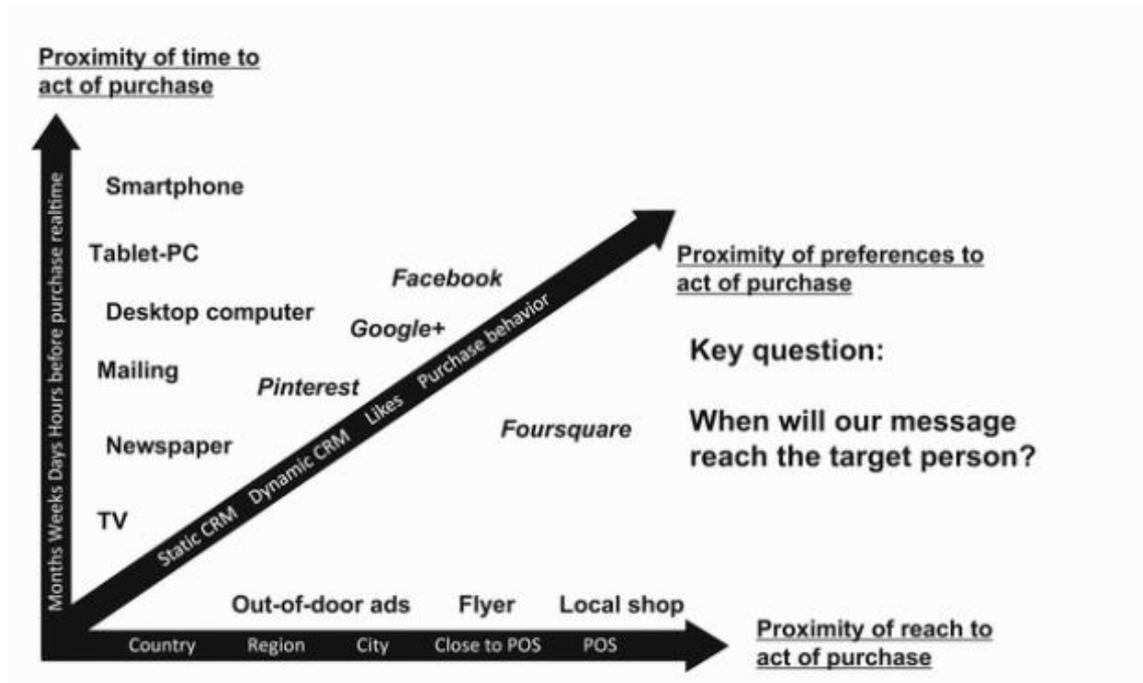 Proximity of time to
act of purchase
Months Weeks Days Hours before purchase realtime
Smartphone
Tablet-PC
Desktop computer
Mailing
Newspaper
TV
Facebook
Google+
Pinterest
Foursquare
Static CRM Dynamic CRM Likes Purchase behavior
Proximity of preferences to
act of purchase
Key question:
When will our message
reach the target person?
Out-of-door ads Flyer Local shop
Country Region City Close to POS POS
Proximity of reach to
act of purchase